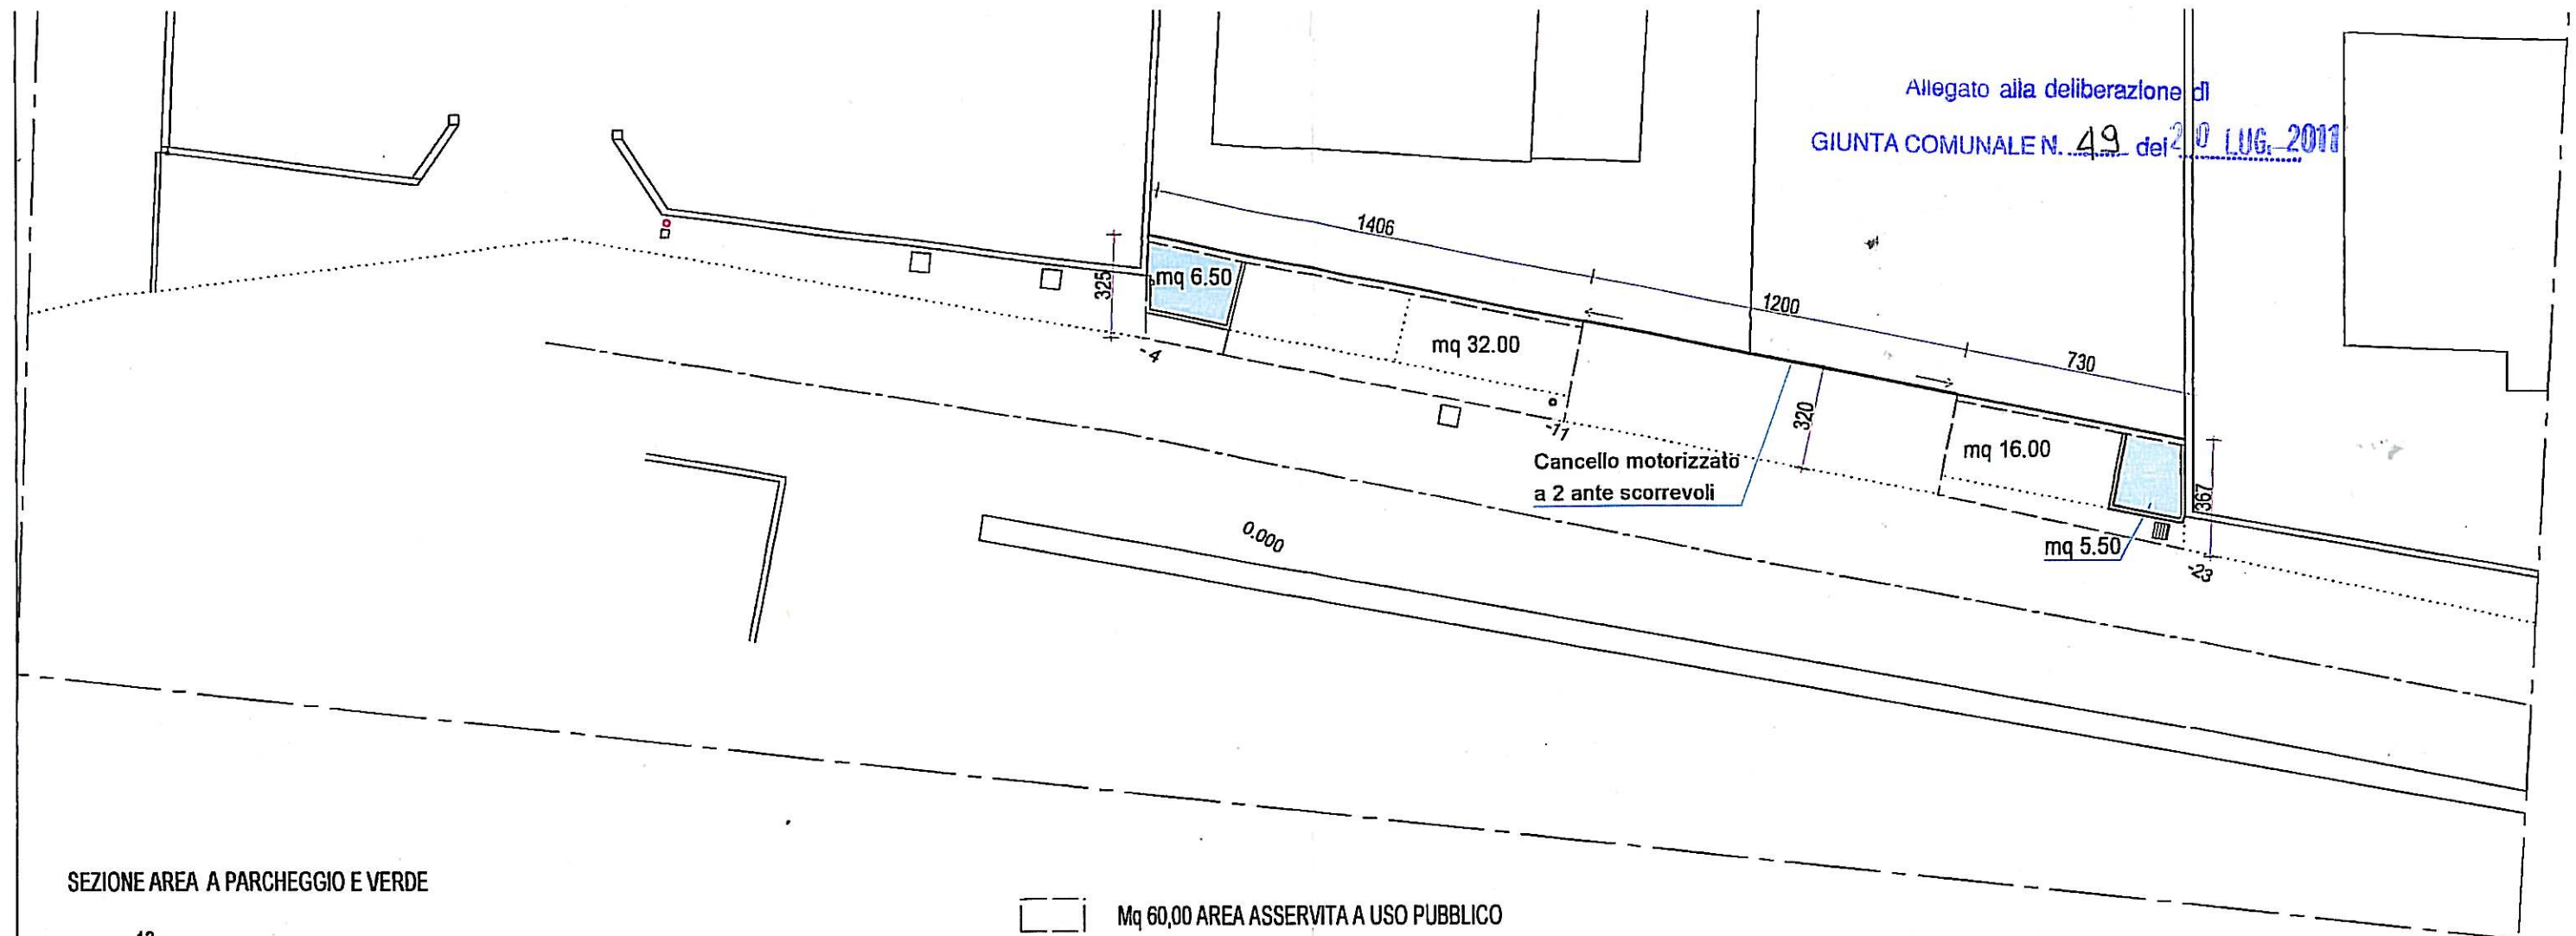 Allegato alla deliberazione di
GIUNTA COMUNALE N. 49 del 20 LUG. 2011
1406
325
mq 6.50
1200
mq 32.00
730
-4
320
-11
Cancello motorizzato
a 2 ante scorrevoli
mq 16.00
367
0.000
mq 5.50
-23
SEZIONE AREA A PARCHEGGIO E VERDE
Mq 60,00 AREA ASSERVITA A USO PUBBLICO